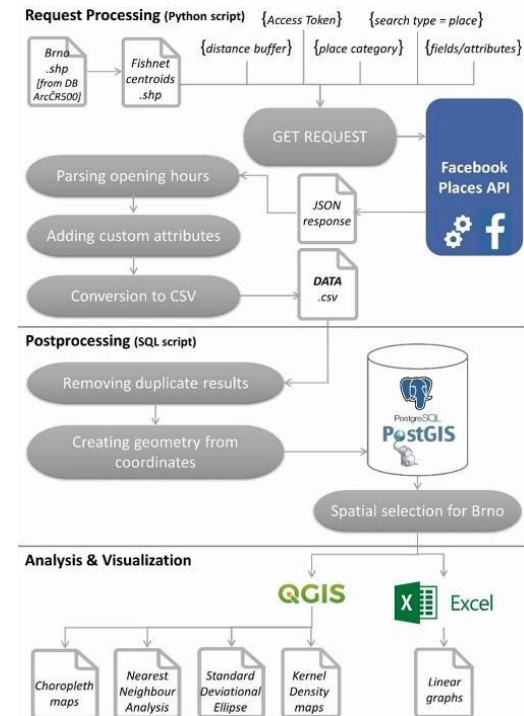 Request Processing (Python script)
{Access Token}
{search type = place}
{distance buffer}
{place category}
{fields/attributes}
Brno
.shp
[from DB
ArcČR500]
Fishnet
centroids
.shp
GET REQUEST
Facebook
Places API
f
Parsing opening hours
JSON
response
Adding custom attributes
Conversion to CSV
DATA
.csv
Postprocessing (SQL script)
Removing duplicate results
Creating geometry from
coordinates
PostgreSQL
PostGIS
Spatial selection for Brno
Analysis & Visualization
QGIS
X
Excel
Choropleth
maps
Nearest
Neighbour
Analysis
Standard
Deviational
Ellipse
Kernel
Density
maps
Linear
graphs